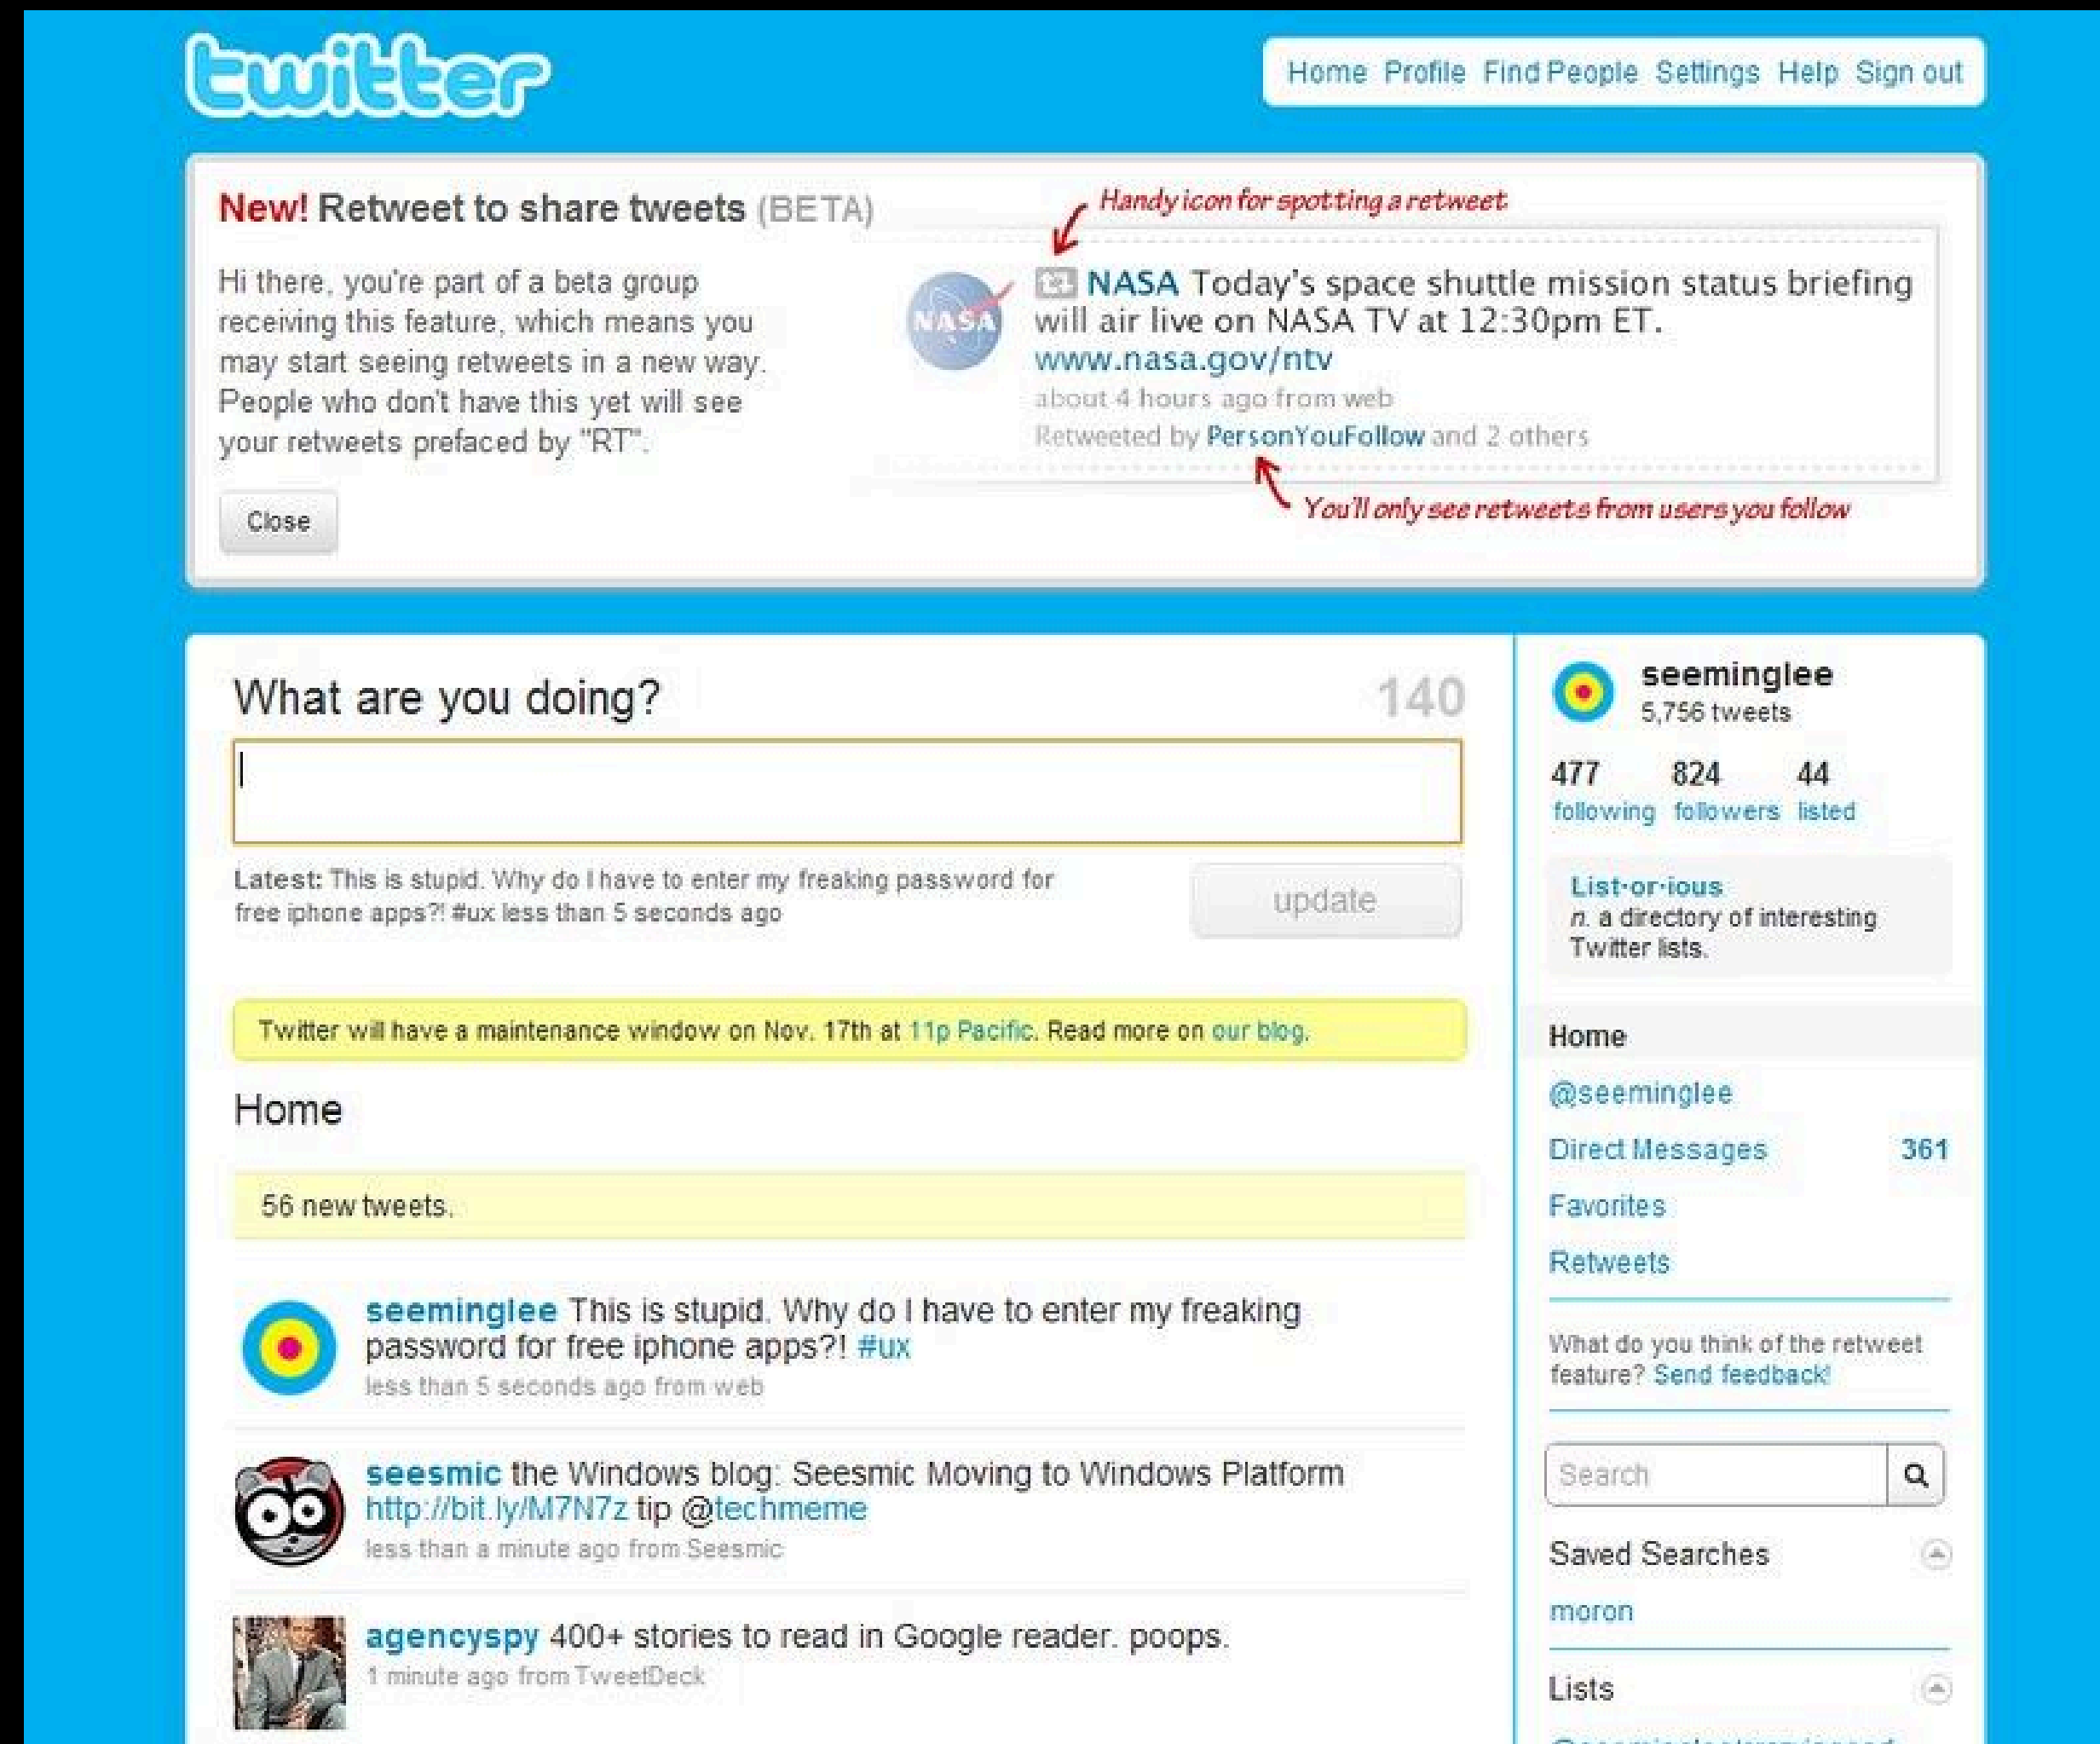 twitter
Home Profile Find People Settings Help Sign out
New! Retweet to share tweets (BETA)
Hi there, you're part of a beta group
receiving this feature, which means you
may start seeing retweets in a new way.
People who don't have this yet will see
your retweets prefaced by "RT".
Close
Handy icon for spotting a retweet
NASA
NASA Today's space shuttle mission status briefing
will air live on NASA TV at 12:30pm ET.
www.nasa.gov/ntv
about 4 hours ago from web
Retweeted by PersonYouFollow and 2 others
You'll only see retweets from users you follow
What are you doing?
140
Latest: This is stupid. Why do I have to enter my freaking password for
free iphone apps?! #ux less than 5 seconds ago
update
Twitter will have a maintenance window on Nov. 17th at 11p Pacific. Read more on our blog.
Home
56 new tweets.
seeminglee This is stupid. Why do I have to enter my freaking
password for free iphone apps?! #ux
less than 5 seconds ago from web
seesmic the Windows blog: Seesmic Moving to Windows Platform
http://bit.ly/M7N7z tip @techmeme
less than a minute ago from Seesmic
agencyspy 400+ stories to read in Google reader. poops.
1 minute ago from TweetDeck
seeminglee
5,756 tweets
477 824 44
following followers listed
List·or·ious
n. a directory of interesting
Twitter lists.
Home
@seeminglee
Direct Messages 361
Favorites
Retweets
What do you think of the retweet
feature? Send feedback!
Search
Saved Searches
moron
Lists